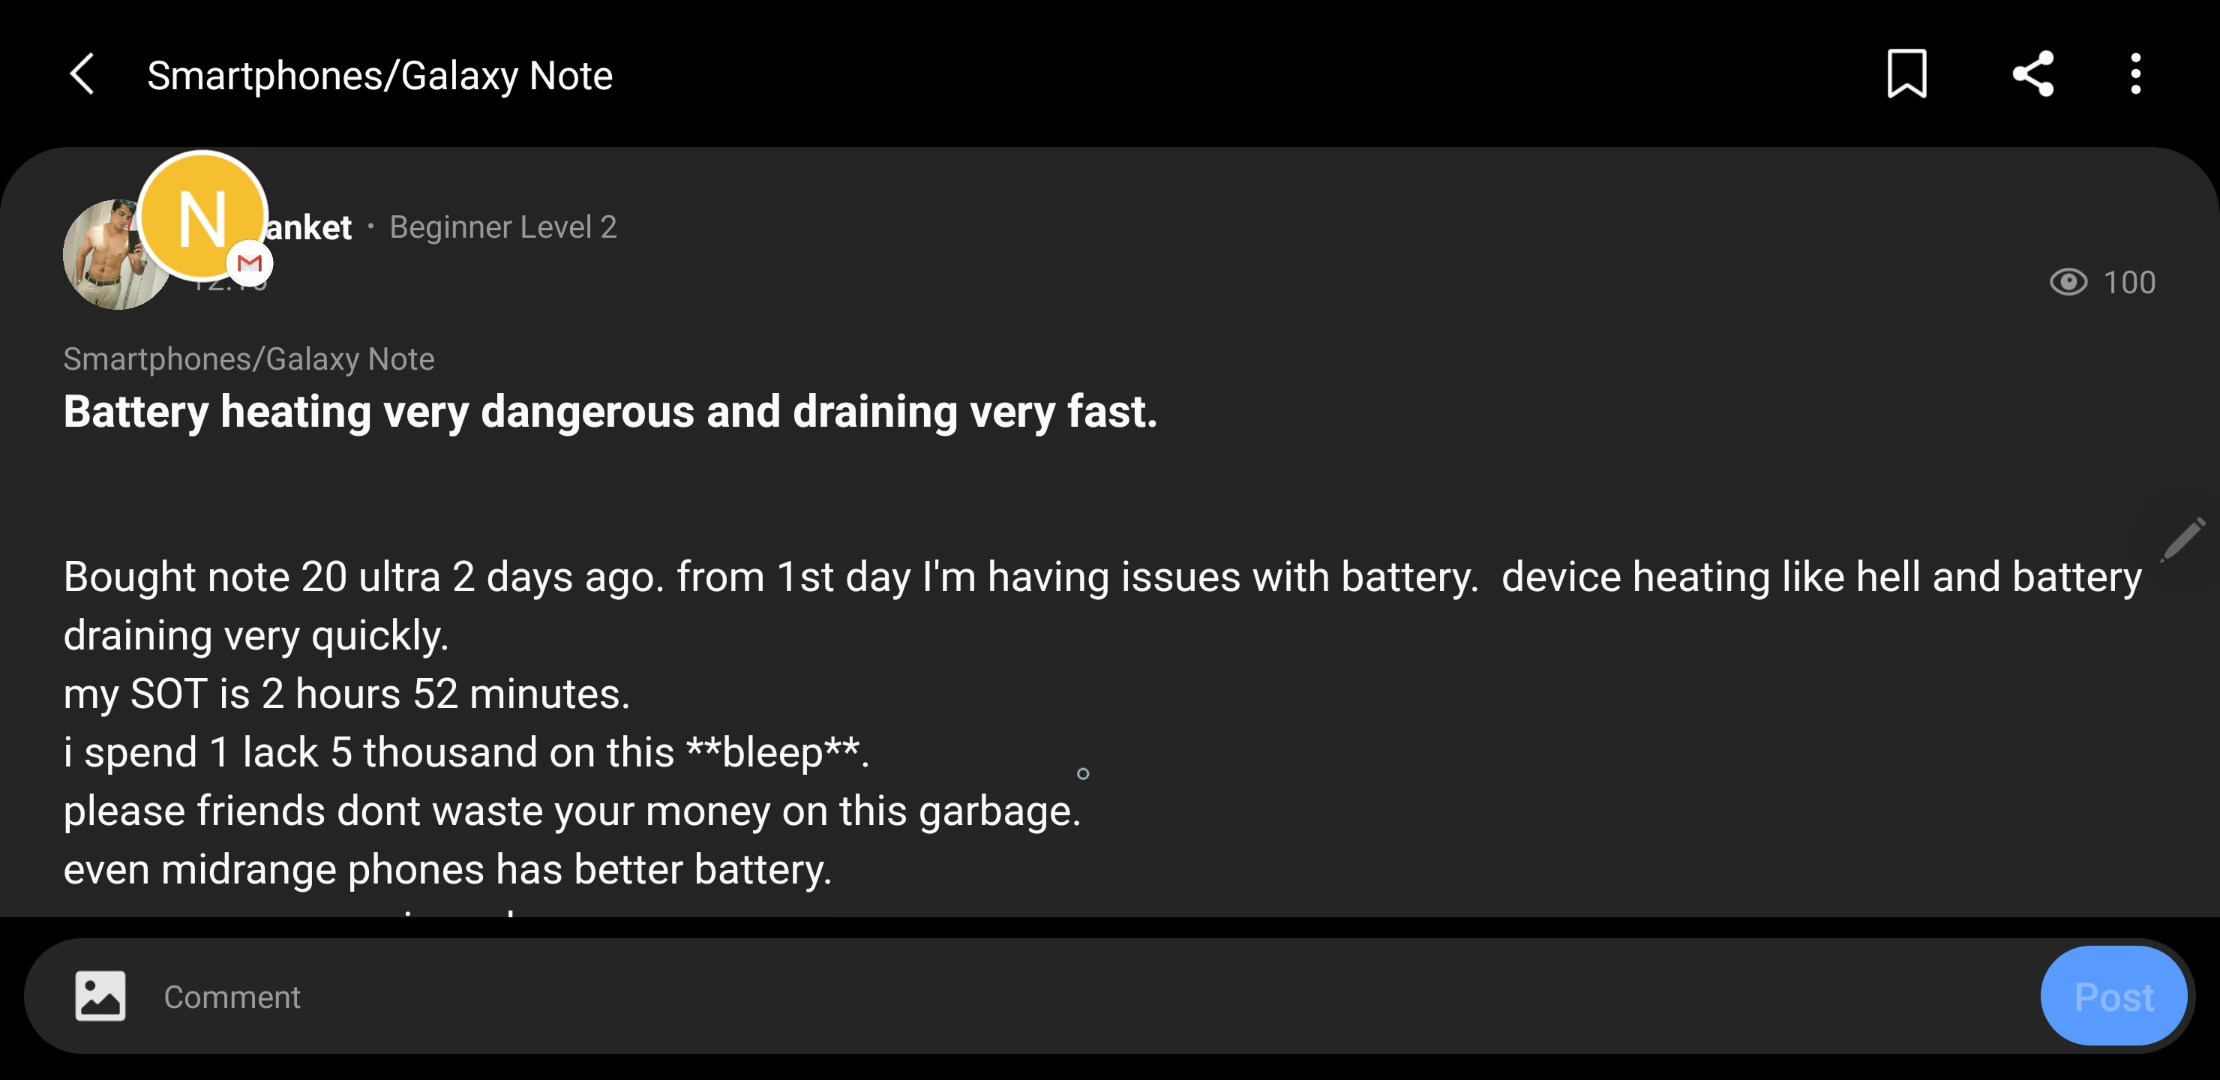 Smartphones/Galaxy Note
N
anket · Beginner Level 2
100
Smartphones/Galaxy Note
Battery heating very dangerous and draining very fast.
Bought note 20 ultra 2 days ago. from 1st day I'm having issues with battery.  device heating like hell and battery
draining very quickly.
my SOT is 2 hours 52 minutes.
i spend 1 lack 5 thousand on this **bleep**.
please friends dont waste your money on this garbage.
even midrange phones has better battery.
Comment
Post